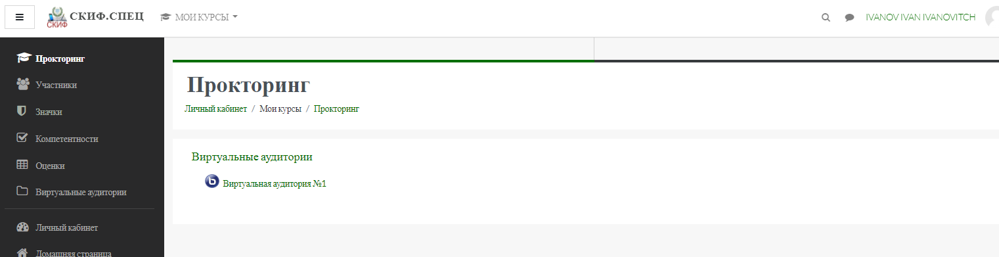 СКИФ
СКИФ.СПЕЦ
МОИ КУРСЫ
IVANOV IVAN IVANOVITCH
Прокторинг
Участники
Значки
Компетентности
Оценки
Виртуальные аудитории
Личный кабинет
Домашняя страница
Прокторинг
Личный кабинет / Мои курсы / Прокторинг
Виртуальные аудитории
b Виртуальная аудитория №1